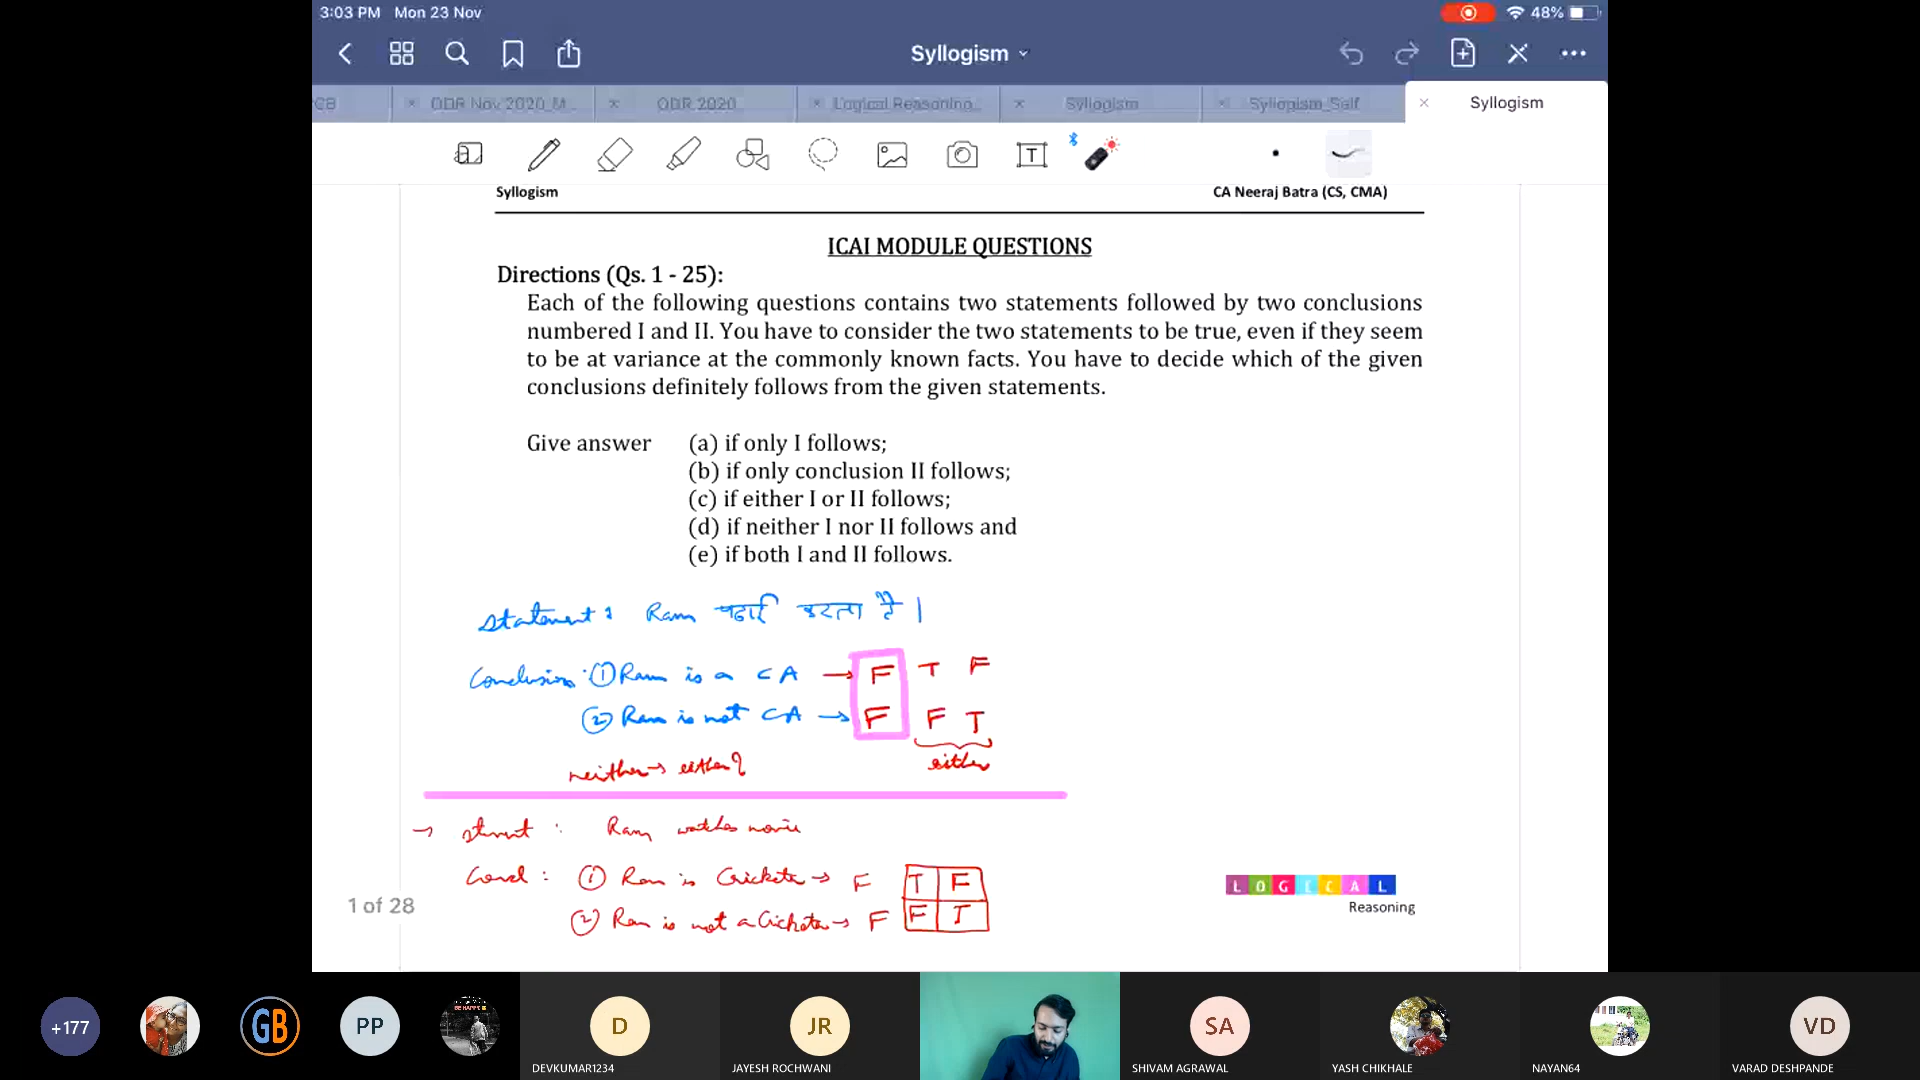 3:03 PM Mon 23 Nov 48%
Syllogism
CB ODR Nov 2020_M... ODR 2020 Logical Reasoning... Syllogism Syllogism_Self Syllogism
Syllogism CA Neeraj Batra (CS, CMA)
ICAI MODULE QUESTIONS
Directions (Qs. 1 - 25):
Each of the following questions contains two statements followed by two conclusions
numbered I and II. You have to consider the two statements to be true, even if they seem
to be at variance at the commonly known facts. You have to decide which of the given
conclusions definitely follows from the given statements.
Give answer (a) if only I follows;
(b) if only conclusion II follows;
(c) if either I or II follows;
(d) if neither I nor II follows and
(e) if both I and II follows.
Statement : Ram पढाई करता है |
Conclusion : ① Ram is a CA → F T F
② Ram is not CA → F F T
neither → either? either
→ Ram watches movie
① Ram is Cricketer → F T F
② Ram is not a Cricketer → F F T
LOGICAL
Reasoning
1 of 28
+177 GB PP BE HAPPY D JR SA VD
DEVKUMAR1234 JAYESH ROCHWANI SHIVAM AGRAWAL YASH CHIKHALE NAYAN64 VARAD DESHPANDE